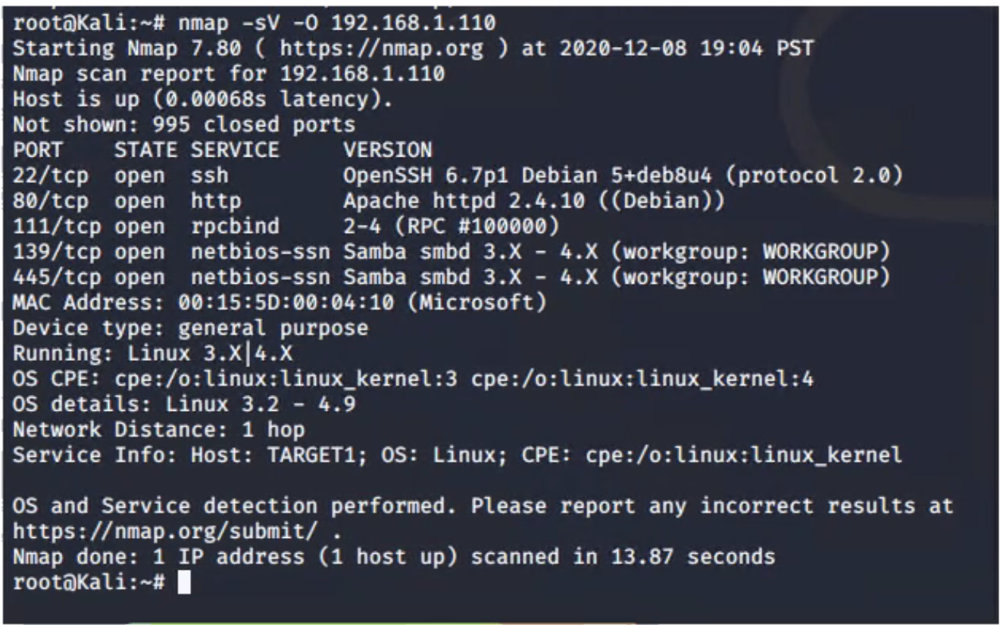 root@Kali:~# nmap -sV -O 192.168.1.110
Starting Nmap 7.80 ( https://nmap.org ) at 2020-12-08 19:04 PST
Nmap scan report for 192.168.1.110
Host is up (0.00068s latency).
Not shown: 995 closed ports
PORT    STATE SERVICE     VERSION
22/tcp  open  ssh         OpenSSH 6.7p1 Debian 5+deb8u4 (protocol 2.0)
80/tcp  open  http        Apache httpd 2.4.10 ((Debian))
111/tcp open  rpcbind     2-4 (RPC #100000)
139/tcp open  netbios-ssn Samba smbd 3.X - 4.X (workgroup: WORKGROUP)
445/tcp open  netbios-ssn Samba smbd 3.X - 4.X (workgroup: WORKGROUP)
MAC Address: 00:15:5D:00:04:10 (Microsoft)
Device type: general purpose
Running: Linux 3.X|4.X
OS CPE: cpe:/o:linux:linux_kernel:3 cpe:/o:linux:linux_kernel:4
OS details: Linux 3.2 - 4.9
Network Distance: 1 hop
Service Info: Host: TARGET1; OS: Linux; CPE: cpe:/o:linux:linux_kernel
OS and Service detection performed. Please report any incorrect results at
https://nmap.org/submit/ .
Nmap done: 1 IP address (1 host up) scanned in 13.87 seconds
root@Kali:~#